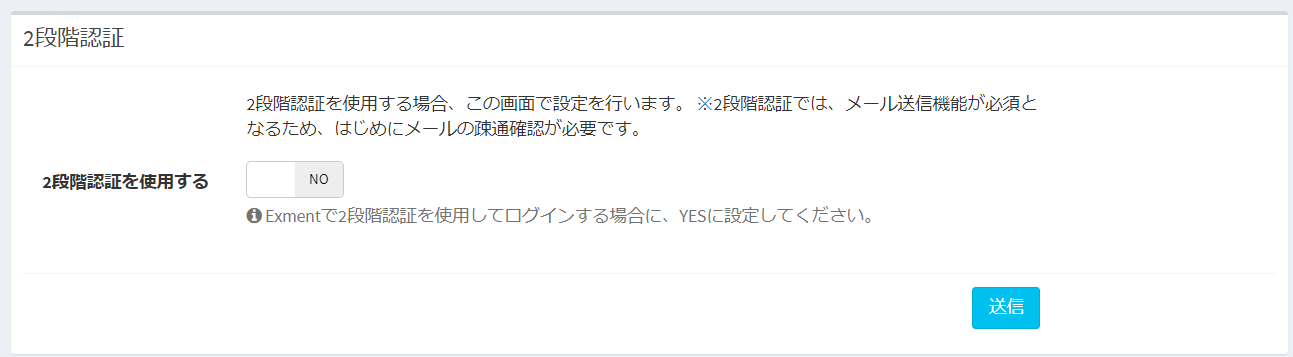 2段階認証
2段階認証を使用する場合、この画面で設定を行います。 ※2段階認証では、メール送信機能が必須と
なるため、はじめにメールの疎通確認が必要です。
2段階認証を使用する
NO
Exmentで2段階認証を使用してログインする場合に、YESに設定してください。
送信